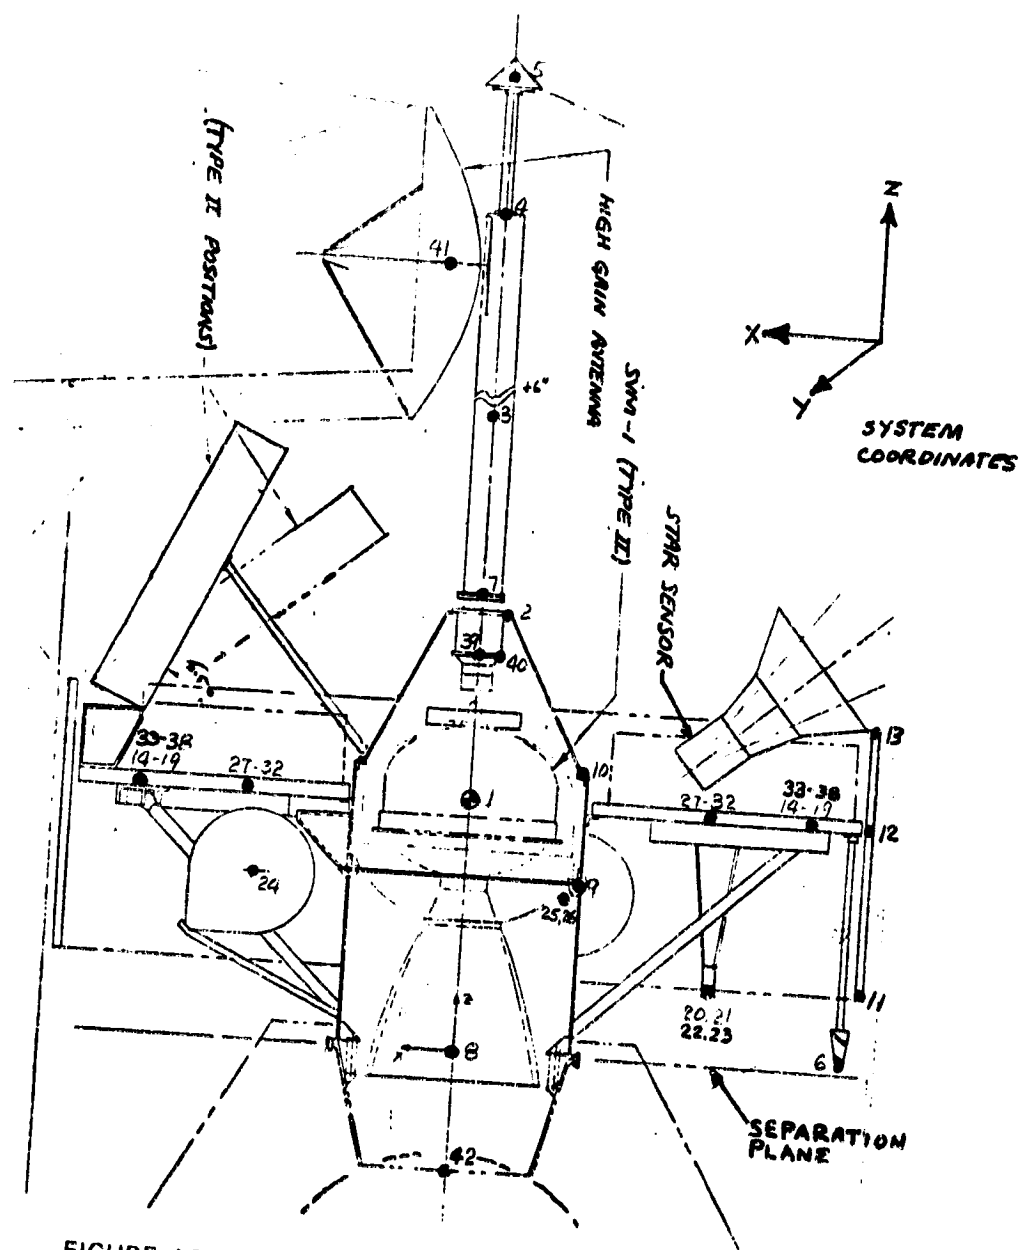 5
(TYPE II POSITIONS)
4
41
HIGH GAIN ANTENNA
Z
X
Y
SYSTEM
COORDINATES
+6"
3
SVM-1 (TYPE II)
STAR SENSOR
7
2
39
40
13
33-38
14-19
27-32
10
1
27-32
33-38
14-19
12
24
9
25,26
11
20,21
22,23
Z
X
8
6
SEPARATION
PLANE
42
FIGURE